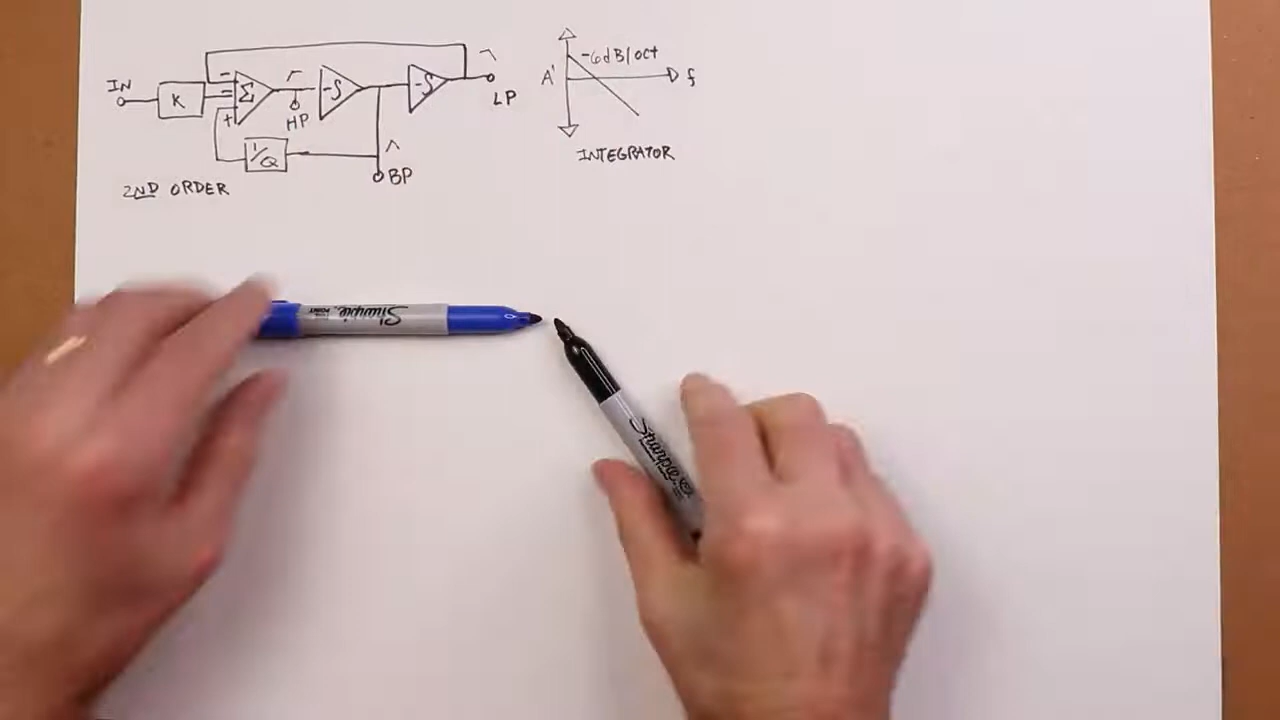 IN
K
-
+
Σ
HP
-∫
-∫
LP
1/Q
BP
2ND ORDER
-6dB/oct
A'
f
INTEGRATOR
Sharpie
Sharpie